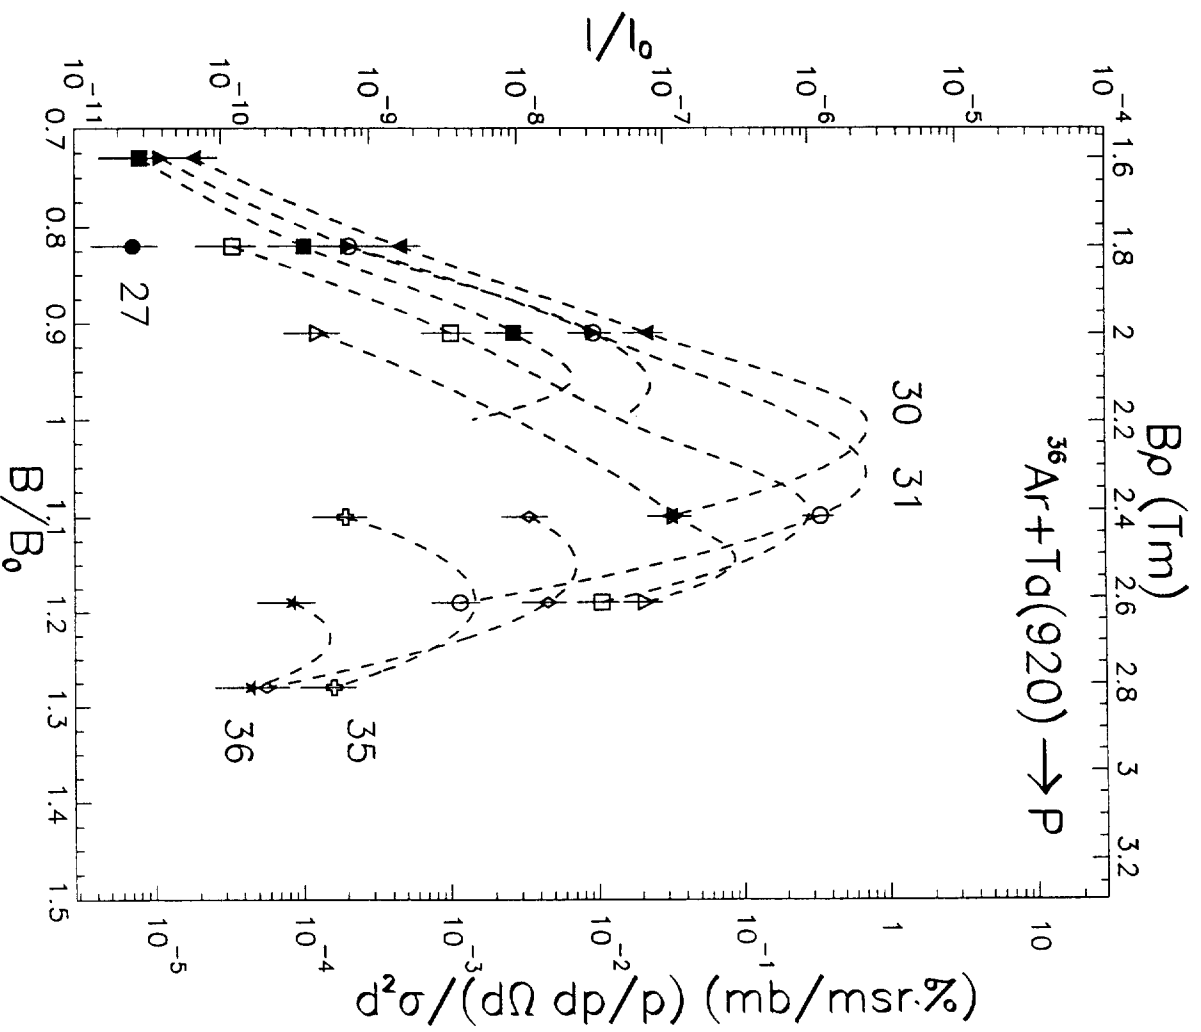 Bρ (Tm)
1.6 1.8 2 2.2 2.4 2.6 2.8 3 3.2
³⁶Ar+Ta(920) → P
I/I₀
10⁻⁴
10⁻⁵
10⁻⁶
10⁻⁷
10⁻⁸
10⁻⁹
10⁻¹⁰
10⁻¹¹
30 31
27
35
36
10
10⁻¹
10⁻²
10⁻³
10⁻⁴
10⁻⁵
d²σ/(dΩ dp/p) (mb/msr·%)
0.7 0.8 0.9 1 1.1 1.2 1.3 1.4 1.5
B/B₀